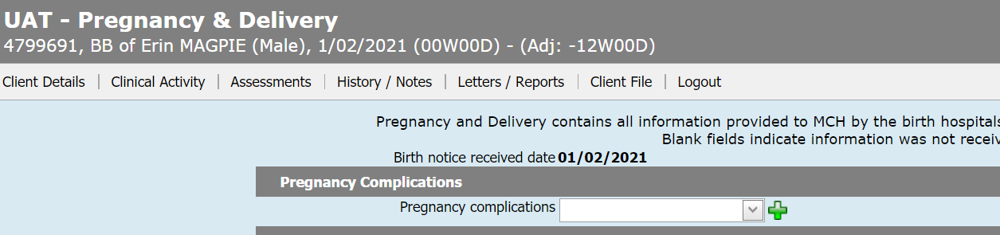 UAT - Pregnancy & Delivery
4799691, BB of Erin MAGPIE (Male), 1/02/2021 (00W00D) - (Adj: -12W00D)
Client Details | Clinical Activity | Assessments | History / Notes | Letters / Reports | Client File | Logout
Pregnancy and Delivery contains all information provided to MCH by the birth hospitals
Blank fields indicate information was not
Birth notice received date 01/02/2021
Pregnancy Complications
Pregnancy complications